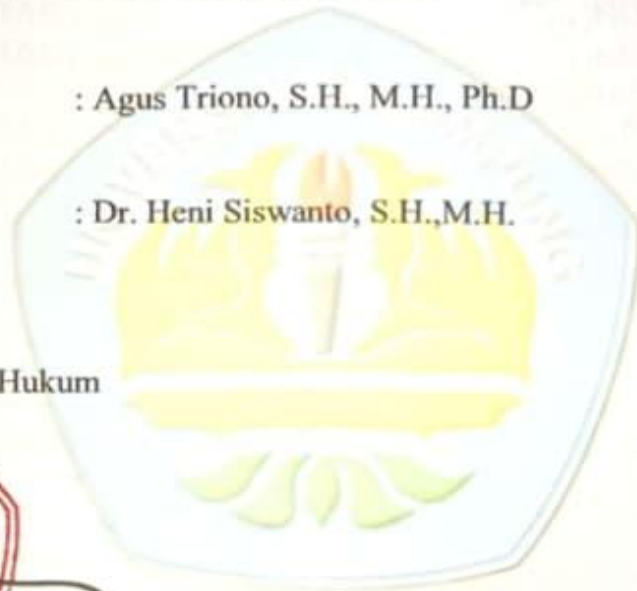 : Agus Triono, S.H., M.H., Ph.D
: Dr. Heni Siswanto, S.H.,M.H.
Hukum